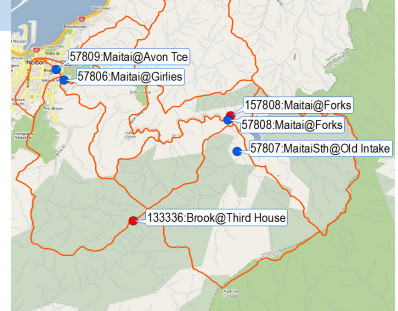 57809:Maitai@Avon Tce
Nelson
57806:Maitai@Girlies
157808:Maitai@Forks
57808:Maitai@Forks
57807:MaitaiSth@Old Intake
133336:Brook@Third House